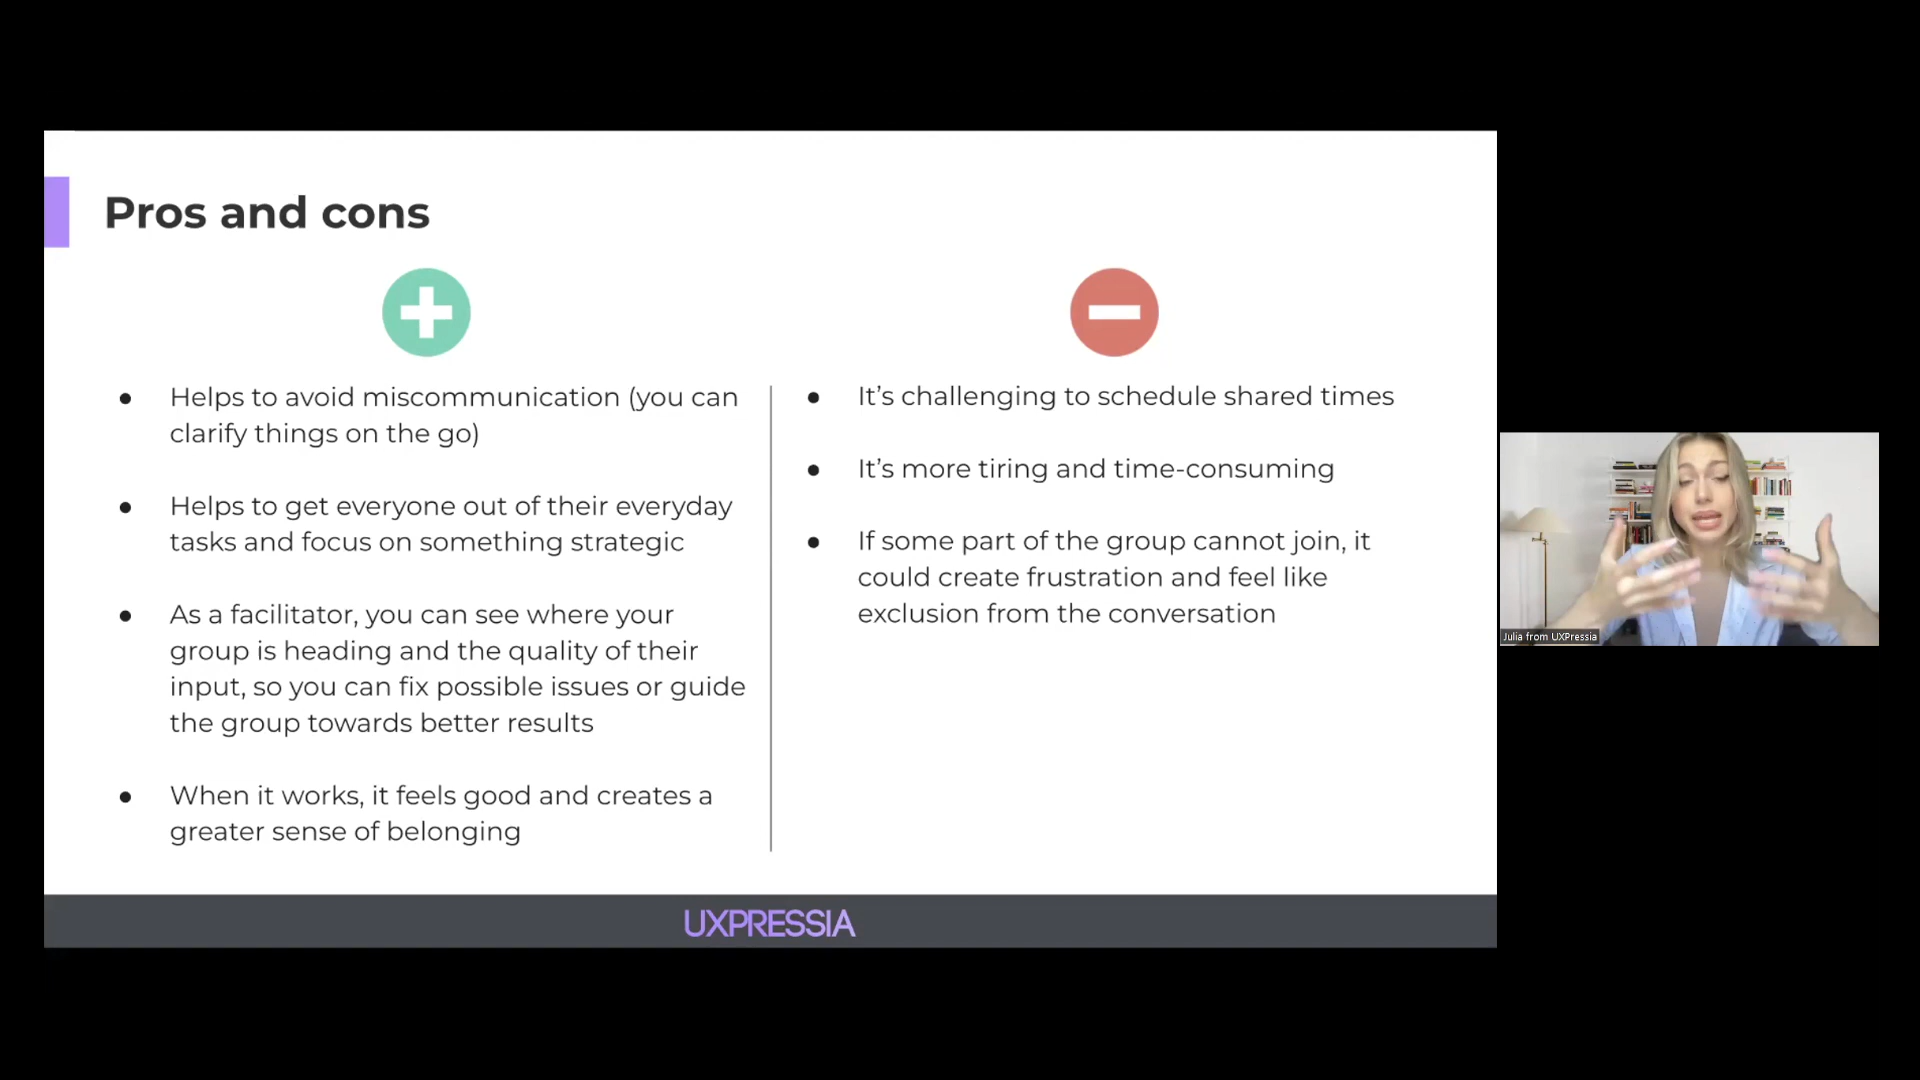 Pros and cons
● Helps to avoid miscommunication (you can
clarify things on the go)
● Helps to get everyone out of their everyday
tasks and focus on something strategic
● As a facilitator, you can see where your
group is heading and the quality of their
input, so you can fix possible issues or guide
the group towards better results
● When it works, it feels good and creates a
greater sense of belonging
● It’s challenging to schedule shared times
● It’s more tiring and time-consuming
● If some part of the group cannot join, it
could create frustration and feel like
exclusion from the conversation
UXPRESSIA
Julia from UXPressia